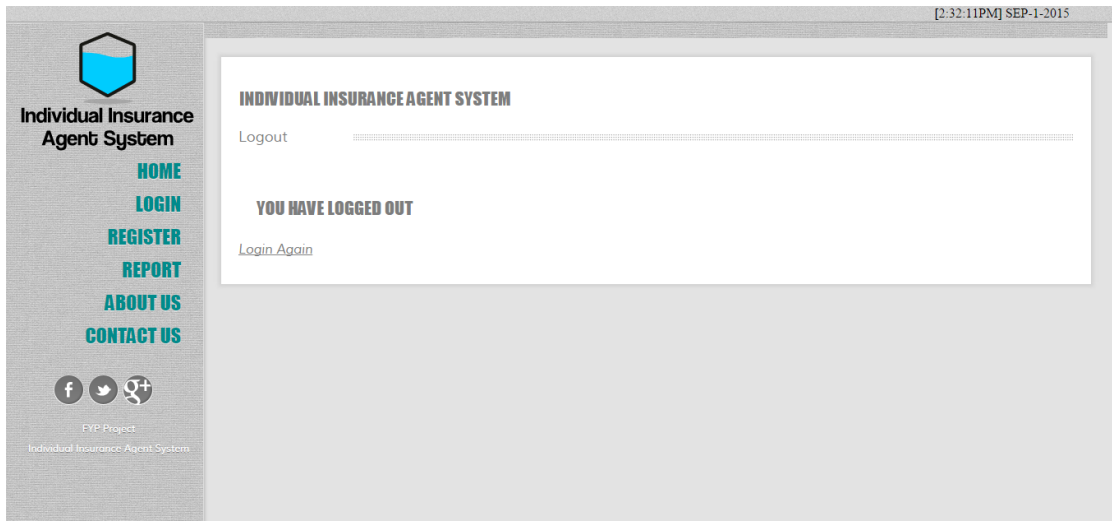 [2:32:11PM] SEP-1-2015
Individual Insurance
Agent System
HOME
LOGIN
REGISTER
REPORT
ABOUT US
CONTACT US
f g+
FYP Project
Individual Insurance Agent System
INDIVIDUAL INSURANCE AGENT SYSTEM
Logout
YOU HAVE LOGGED OUT
Login Again